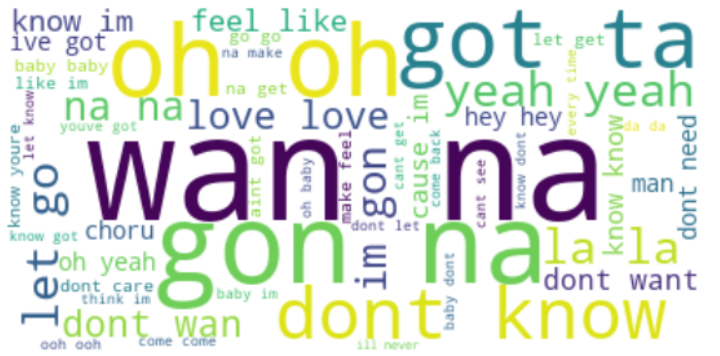 know im
feel like
ive got
oh oh
go go
na make
got ta
let get
baby baby
like im
na get
yeah yeah
every time
na na
love love
hey hey
da da
youve got
let know
know youre
let go
wan na
aint got
oh baby
make feel
im gon
cant get
cause im
come back
cant see
know dont
know know
man
dont need
know got
choru
dont let
gon na
la la
oh yeah
dont want
dont care
think im
baby im
baby dont
dont wan
dont know
ooh ooh
come come
ill never